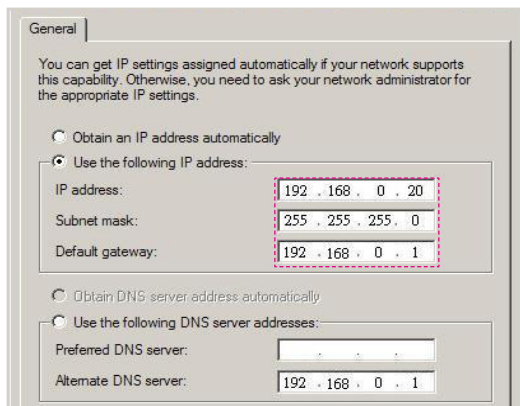 General
You can get IP settings assigned automatically if your network supports
this capability. Otherwise, you need to ask your network administrator for
the appropriate IP settings.
Obtain an IP address automatically
Use the following IP address:
IP address: 192 . 168 . 0 . 20
Subnet mask: 255 . 255 . 255 . 0
Default gateway: 192 . 168 . 0 . 1
Obtain DNS server address automatically
Use the following DNS server addresses:
Preferred DNS server: . . .
Alternate DNS server: 192 . 168 . 0 . 1